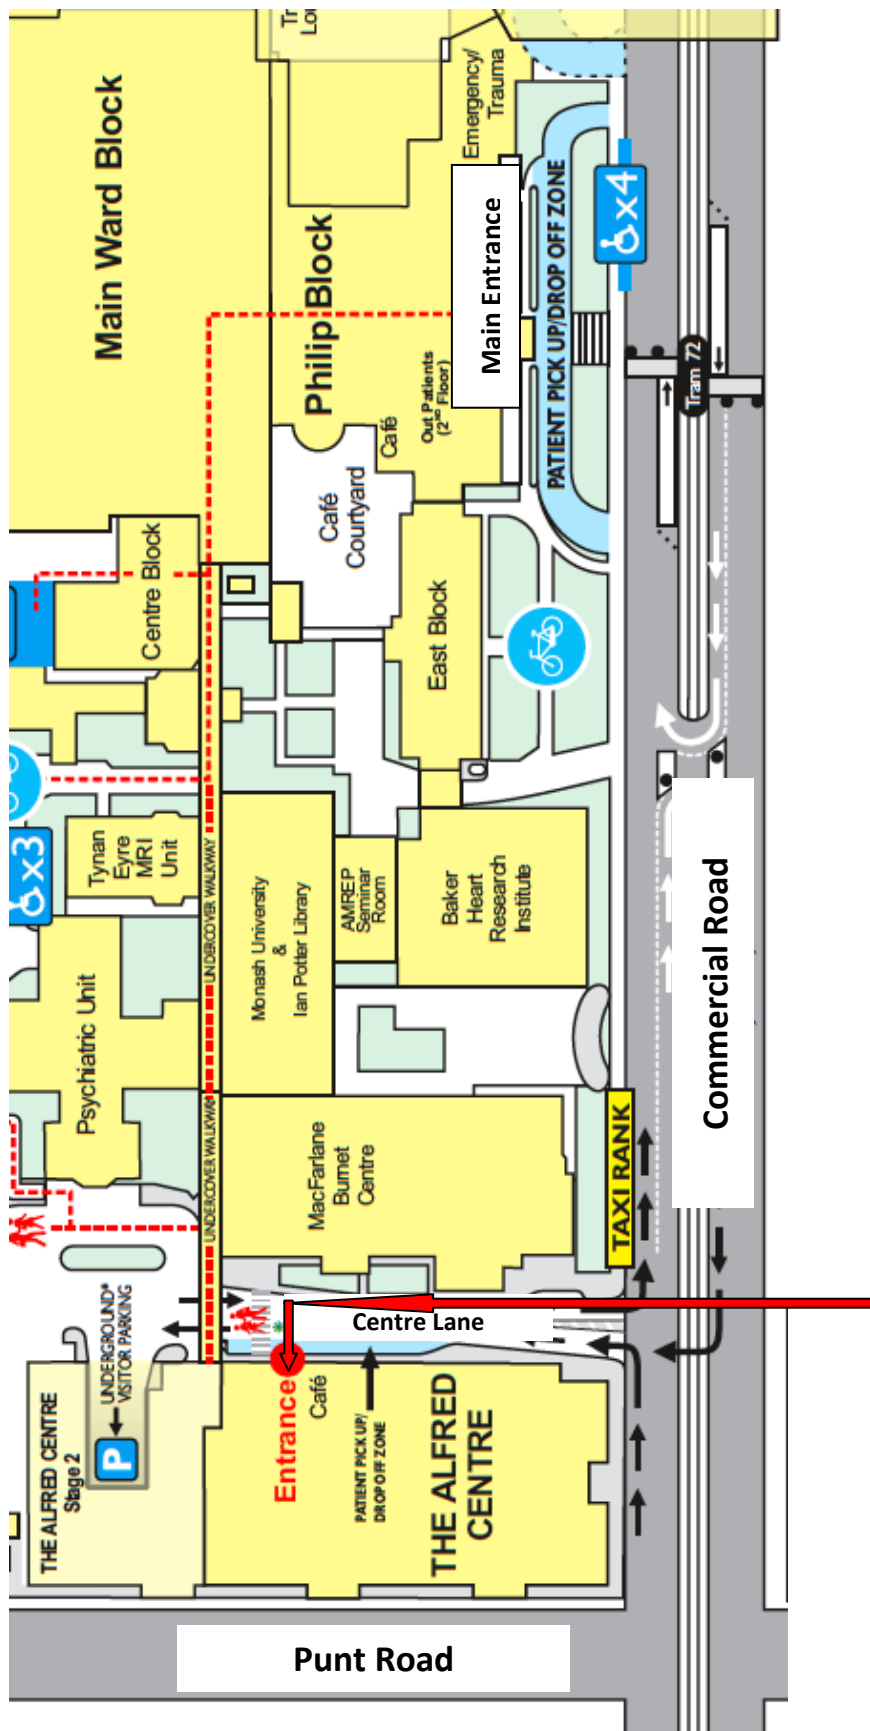 Tr
Lo
Main Ward Block
Emergency/
Trauma
Philip Block
Main Entrance
PATIENT PICK UP/DROP OFF ZONE
x4
Tram 72
Out Patients
(2ND Floor)
Café
Café
Courtyard
Centre Block
East Block
x3
Tynan
Eyre
MRI
Unit
UNDERCOVER WALKWAY
Monash University
&
Ian Potter Library
AMREP
Seminar
Room
Baker
Heart
Research
Institute
Commercial Road
Psychiatric Unit
UNDERCOVER WALKWAY
MacFarlane
Burnet
Centre
TAXI RANK
Centre Lane
UNDERGROUND*
VISITOR PARKING
P
THE ALFRED CENTRE
Stage 2
Entrance
Café
PATIENT PICK UP/
DROP OFF ZONE
THE ALFRED
CENTRE
Punt Road